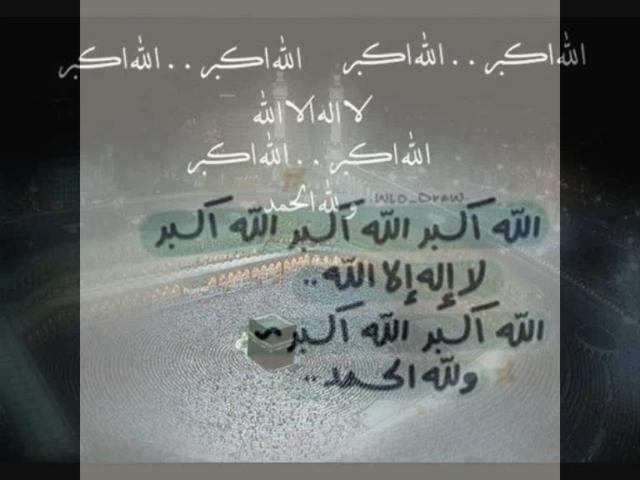 الله اكبر . . الله اكبر الله اكبر . . الله اكبر
لا اله الا الله
الله اكبر . . الله اكبر
ولله الحمد
WLO_Draw.
الله أكبر الله أكبر الله أكبر
لا إله إلا الله..
الله أكبر الله أكبر
ولله الحمد..